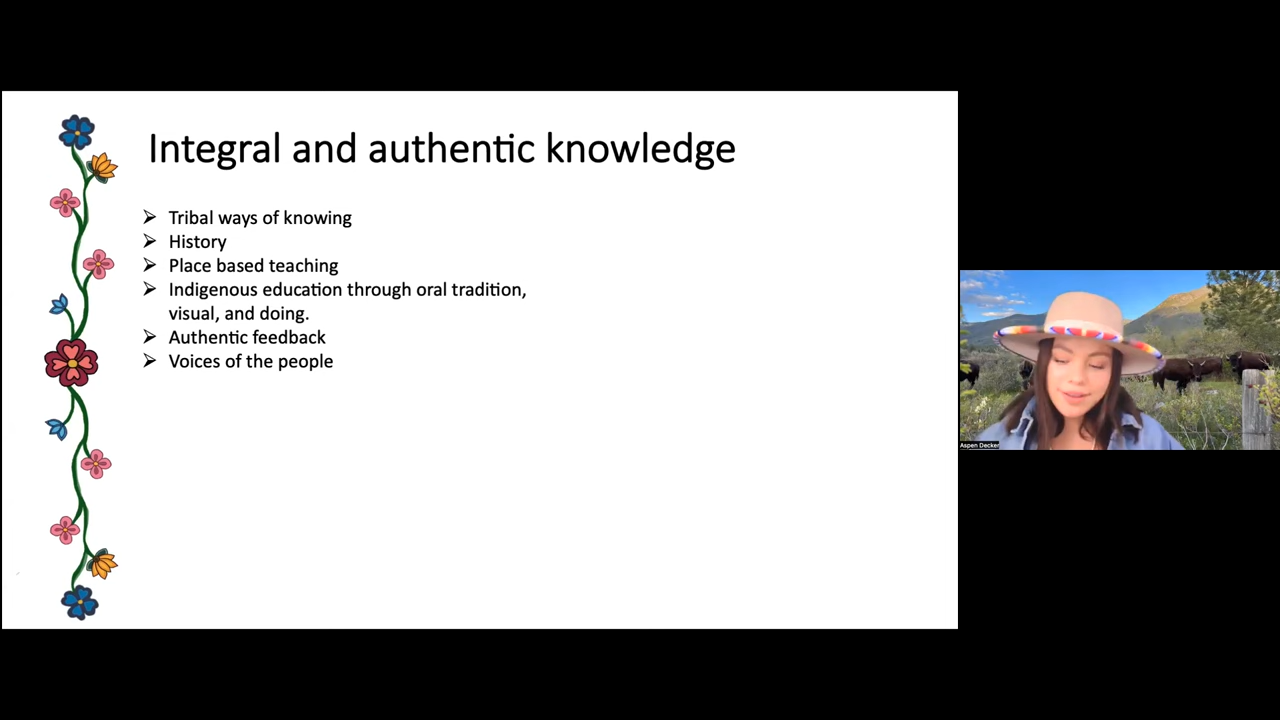 Integral and authentic knowledge
Tribal ways of knowing
History
Place based teaching
Indigenous education through oral tradition,
visual, and doing.
Authentic feedback
Voices of the people
Aspen Decker